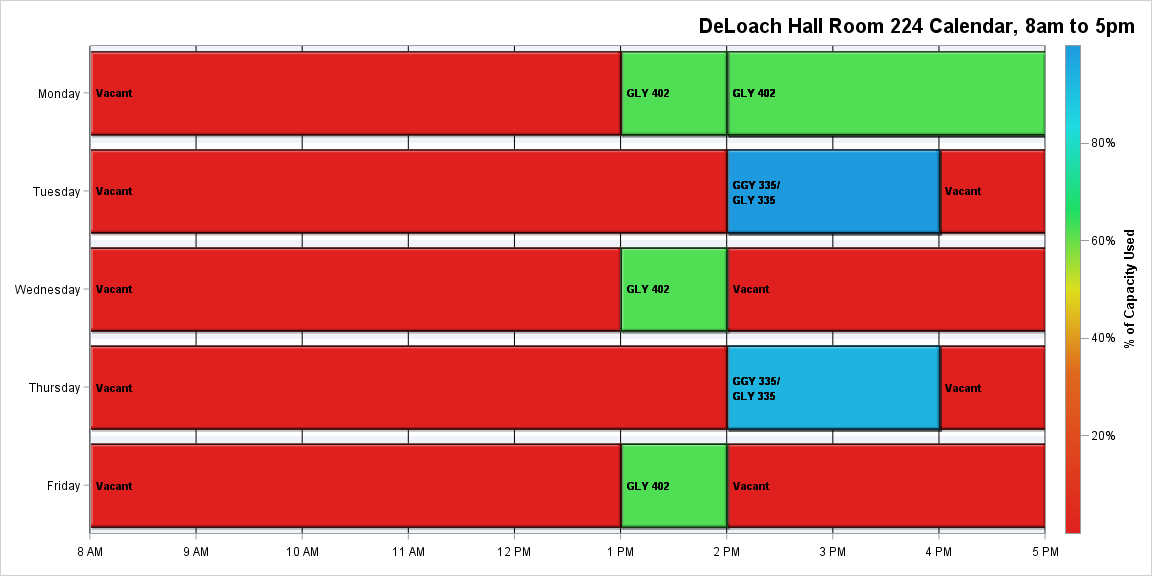 DeLoach Hall Room 224 Calendar, 8am to 5pm
Monday
Vacant
GLY 402
GLY 402
Tuesday
Vacant
GGY 335/
GLY 335
Vacant
Wednesday
Vacant
GLY 402
Vacant
Thursday
Vacant
GGY 335/
GLY 335
Vacant
Friday
Vacant
GLY 402
Vacant
8 AM
9 AM
10 AM
11 AM
12 PM
1 PM
2 PM
3 PM
4 PM
5 PM
80%
60%
40%
20%
% of Capacity Used